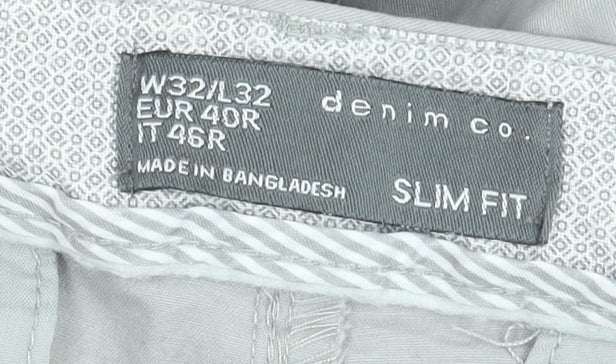 W32/L32
EUR 40R
IT 46R
MADE IN BANGLADESH
denim co.
SLIM FIT